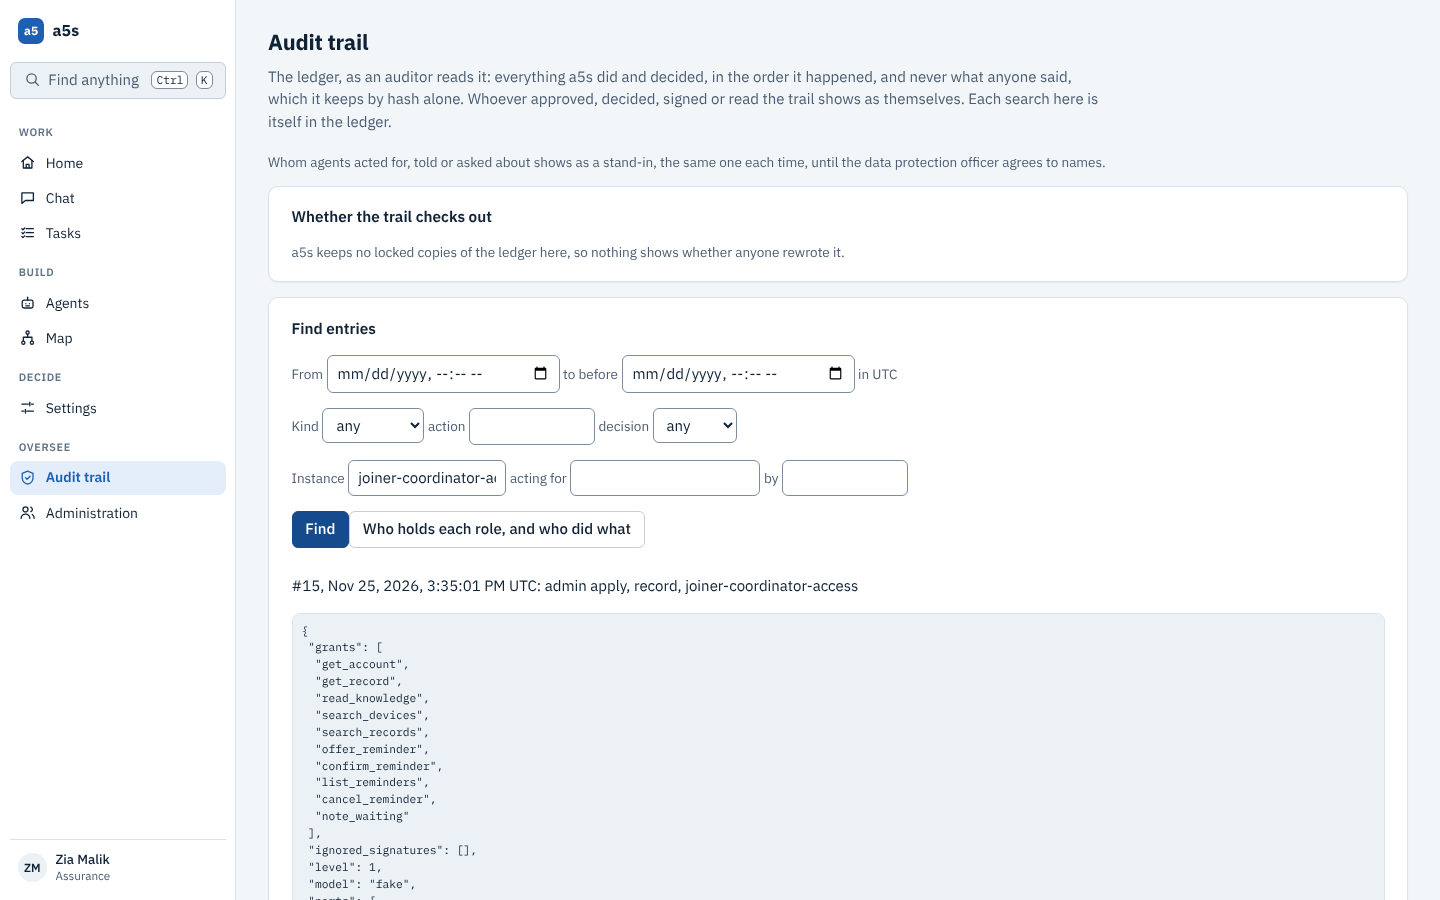 a5 a5s
Find anything Ctrl K
WORK
Home
Chat
Tasks
BUILD
Agents
Map
DECIDE
Settings
OVERSEE
Audit trail
Administration
ZM Zia Malik
Assurance
Audit trail
The ledger, as an auditor reads it: everything a5s did and decided, in the order it happened, and never what anyone said,
which it keeps by hash alone. Whoever approved, decided, signed or read the trail shows as themselves. Each search here is
itself in the ledger.
Whom agents acted for, told or asked about shows as a stand-in, the same one each time, until the data protection officer agrees to names.
Whether the trail checks out
a5s keeps no locked copies of the ledger here, so nothing shows whether anyone rewrote it.
Find entries
From mm/dd/yyyy, --:-- -- to before mm/dd/yyyy, --:-- -- in UTC
Kind any action decision any
Instance joiner-coordinator-ac acting for by
Find Who holds each role, and who did what
#15, Nov 25, 2026, 3:35:01 PM UTC: admin apply, record, joiner-coordinator-access
{
"grants": [
"get_account",
"get_record",
"read_knowledge",
"search_devices",
"search_records",
"offer_reminder",
"confirm_reminder",
"list_reminders",
"cancel_reminder",
"note_waiting"
],
"ignored_signatures": [],
"level": 1,
"model": "fake",